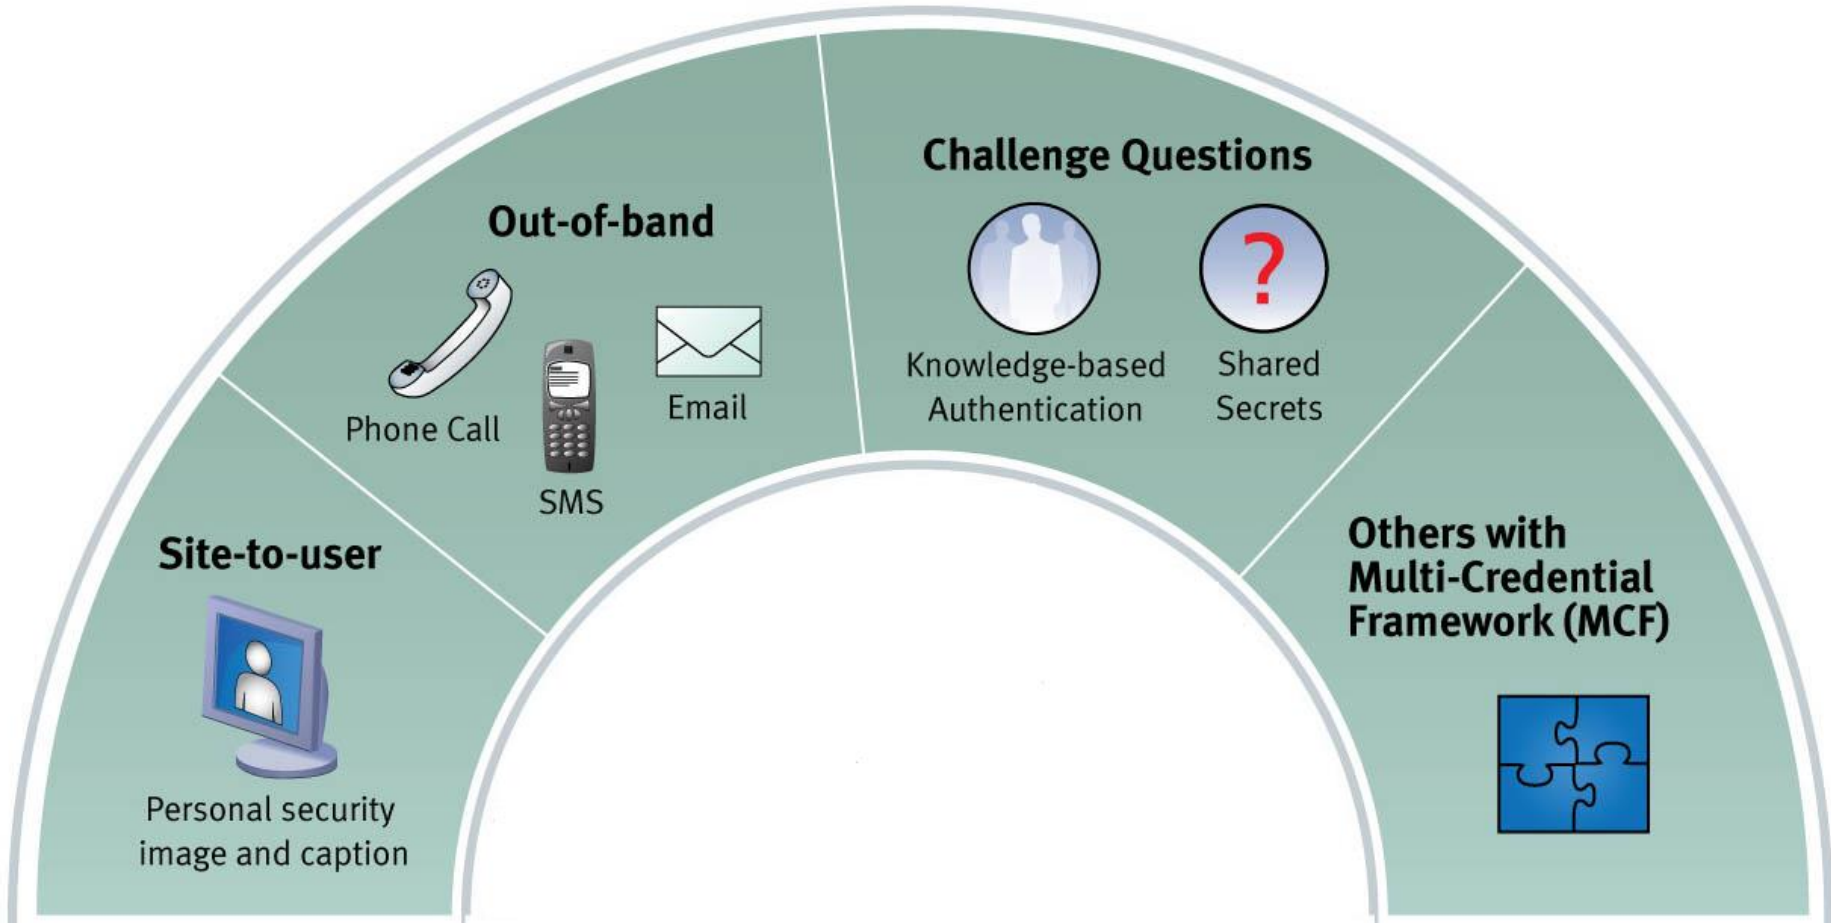 Site-to-user
Personal security
image and caption
Out-of-band
Phone Call
SMS
Email
Challenge Questions
Knowledge-based
Authentication
Shared
Secrets
?
Others with
Multi-Credential
Framework (MCF)